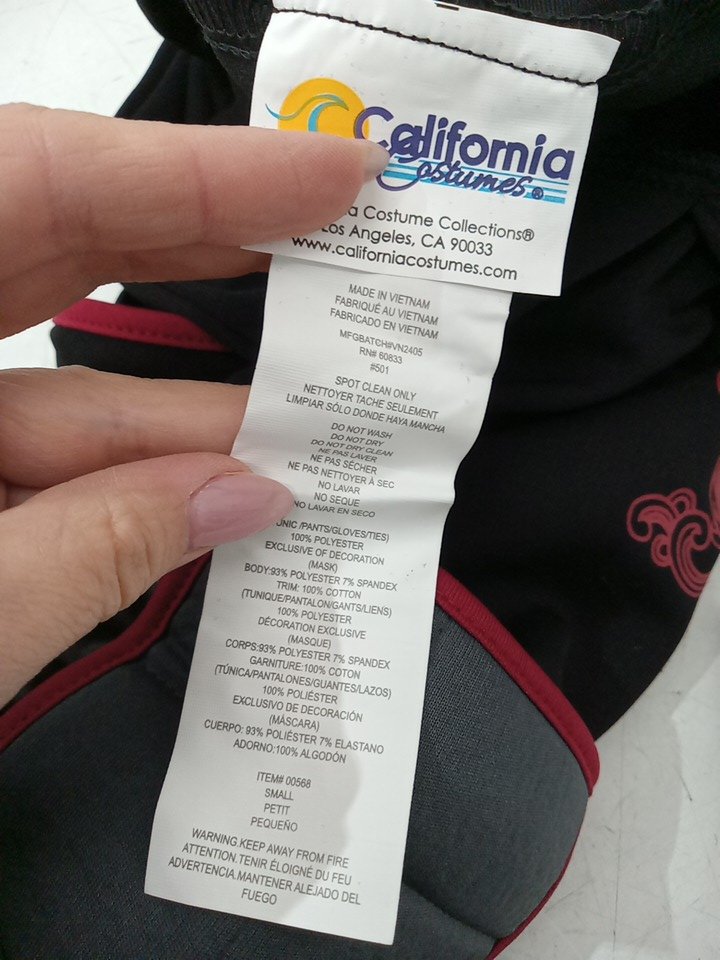 California
Costumes®
a Costume Collections®
Los Angeles, CA 90033
www.californiacostumes.com
MADE IN VIETNAM
FABRIQUÉ AU VIETNAM
FABRICADO EN VIETNAM
MFGBATCH#VN2405
RN# 60833
#501
SPOT CLEAN ONLY
NETTOYER TACHE SEULEMENT
LIMPIAR SÓLO DONDE HAYA MANCHA
DO NOT WASH
DO NOT DRY
DO NOT DRY CLEAN
NE PAS LAVER
NE PAS SÉCHER
NE PAS NETTOYER À SEC
NO LAVAR
NO SEQUE
NO LAVAR EN SECO
UNIC /PANTS/GLOVES/TIES)
100% POLYESTER
EXCLUSIVE OF DECORATION
(MASK)
BODY:93% POLYESTER 7% SPANDEX
TRIM: 100% COTTON
(TUNIQUE/PANTALON/GANTS/LIENS)
100% POLYESTER
DÉCORATION EXCLUSIVE
(MASQUE)
CORPS:93% POLYESTER 7% SPANDEX
GARNITURE:100% COTON
(TÚNICA/PANTALONES/GUANTES/LAZOS)
100% POLIÉSTER
EXCLUSIVO DE DECORACIÓN
(MÁSCARA)
CUERPO: 93% POLIÉSTER 7% ELASTANO
ADORNO:100% ALGODÓN
ITEM# 00568
SMALL
PETIT
PEQUEÑO
WARNING.KEEP AWAY FROM FIRE
ATTENTION.TENIR ÉLOIGNÉ DU FEU
ADVERTENCIA.MANTENER ALEJADO DEL
FUEGO